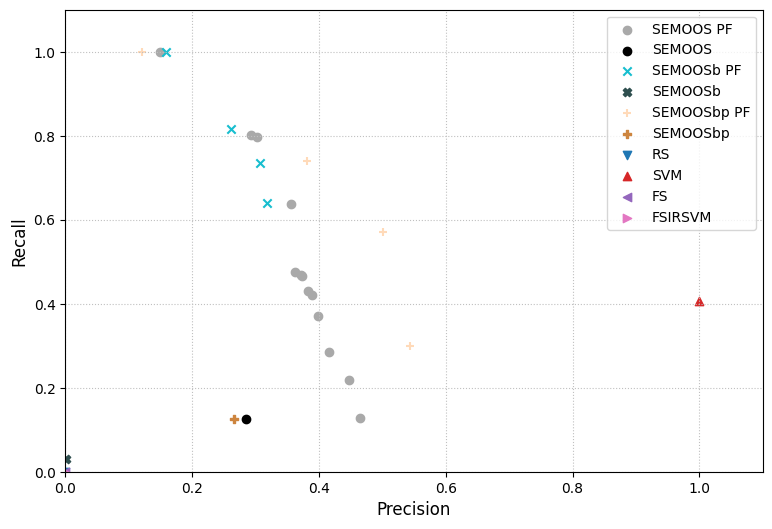 SEMOOS PF
SEMOOS
SEMOOSb PF
SEMOOSb
SEMOOSbp PF
SEMOOSbp
RS
SVM
FS
FSIRSVM
1.0
0.8
0.6
0.4
0.2
0.0
Recall
0.0 0.2 0.4 0.6 0.8 1.0
Precision